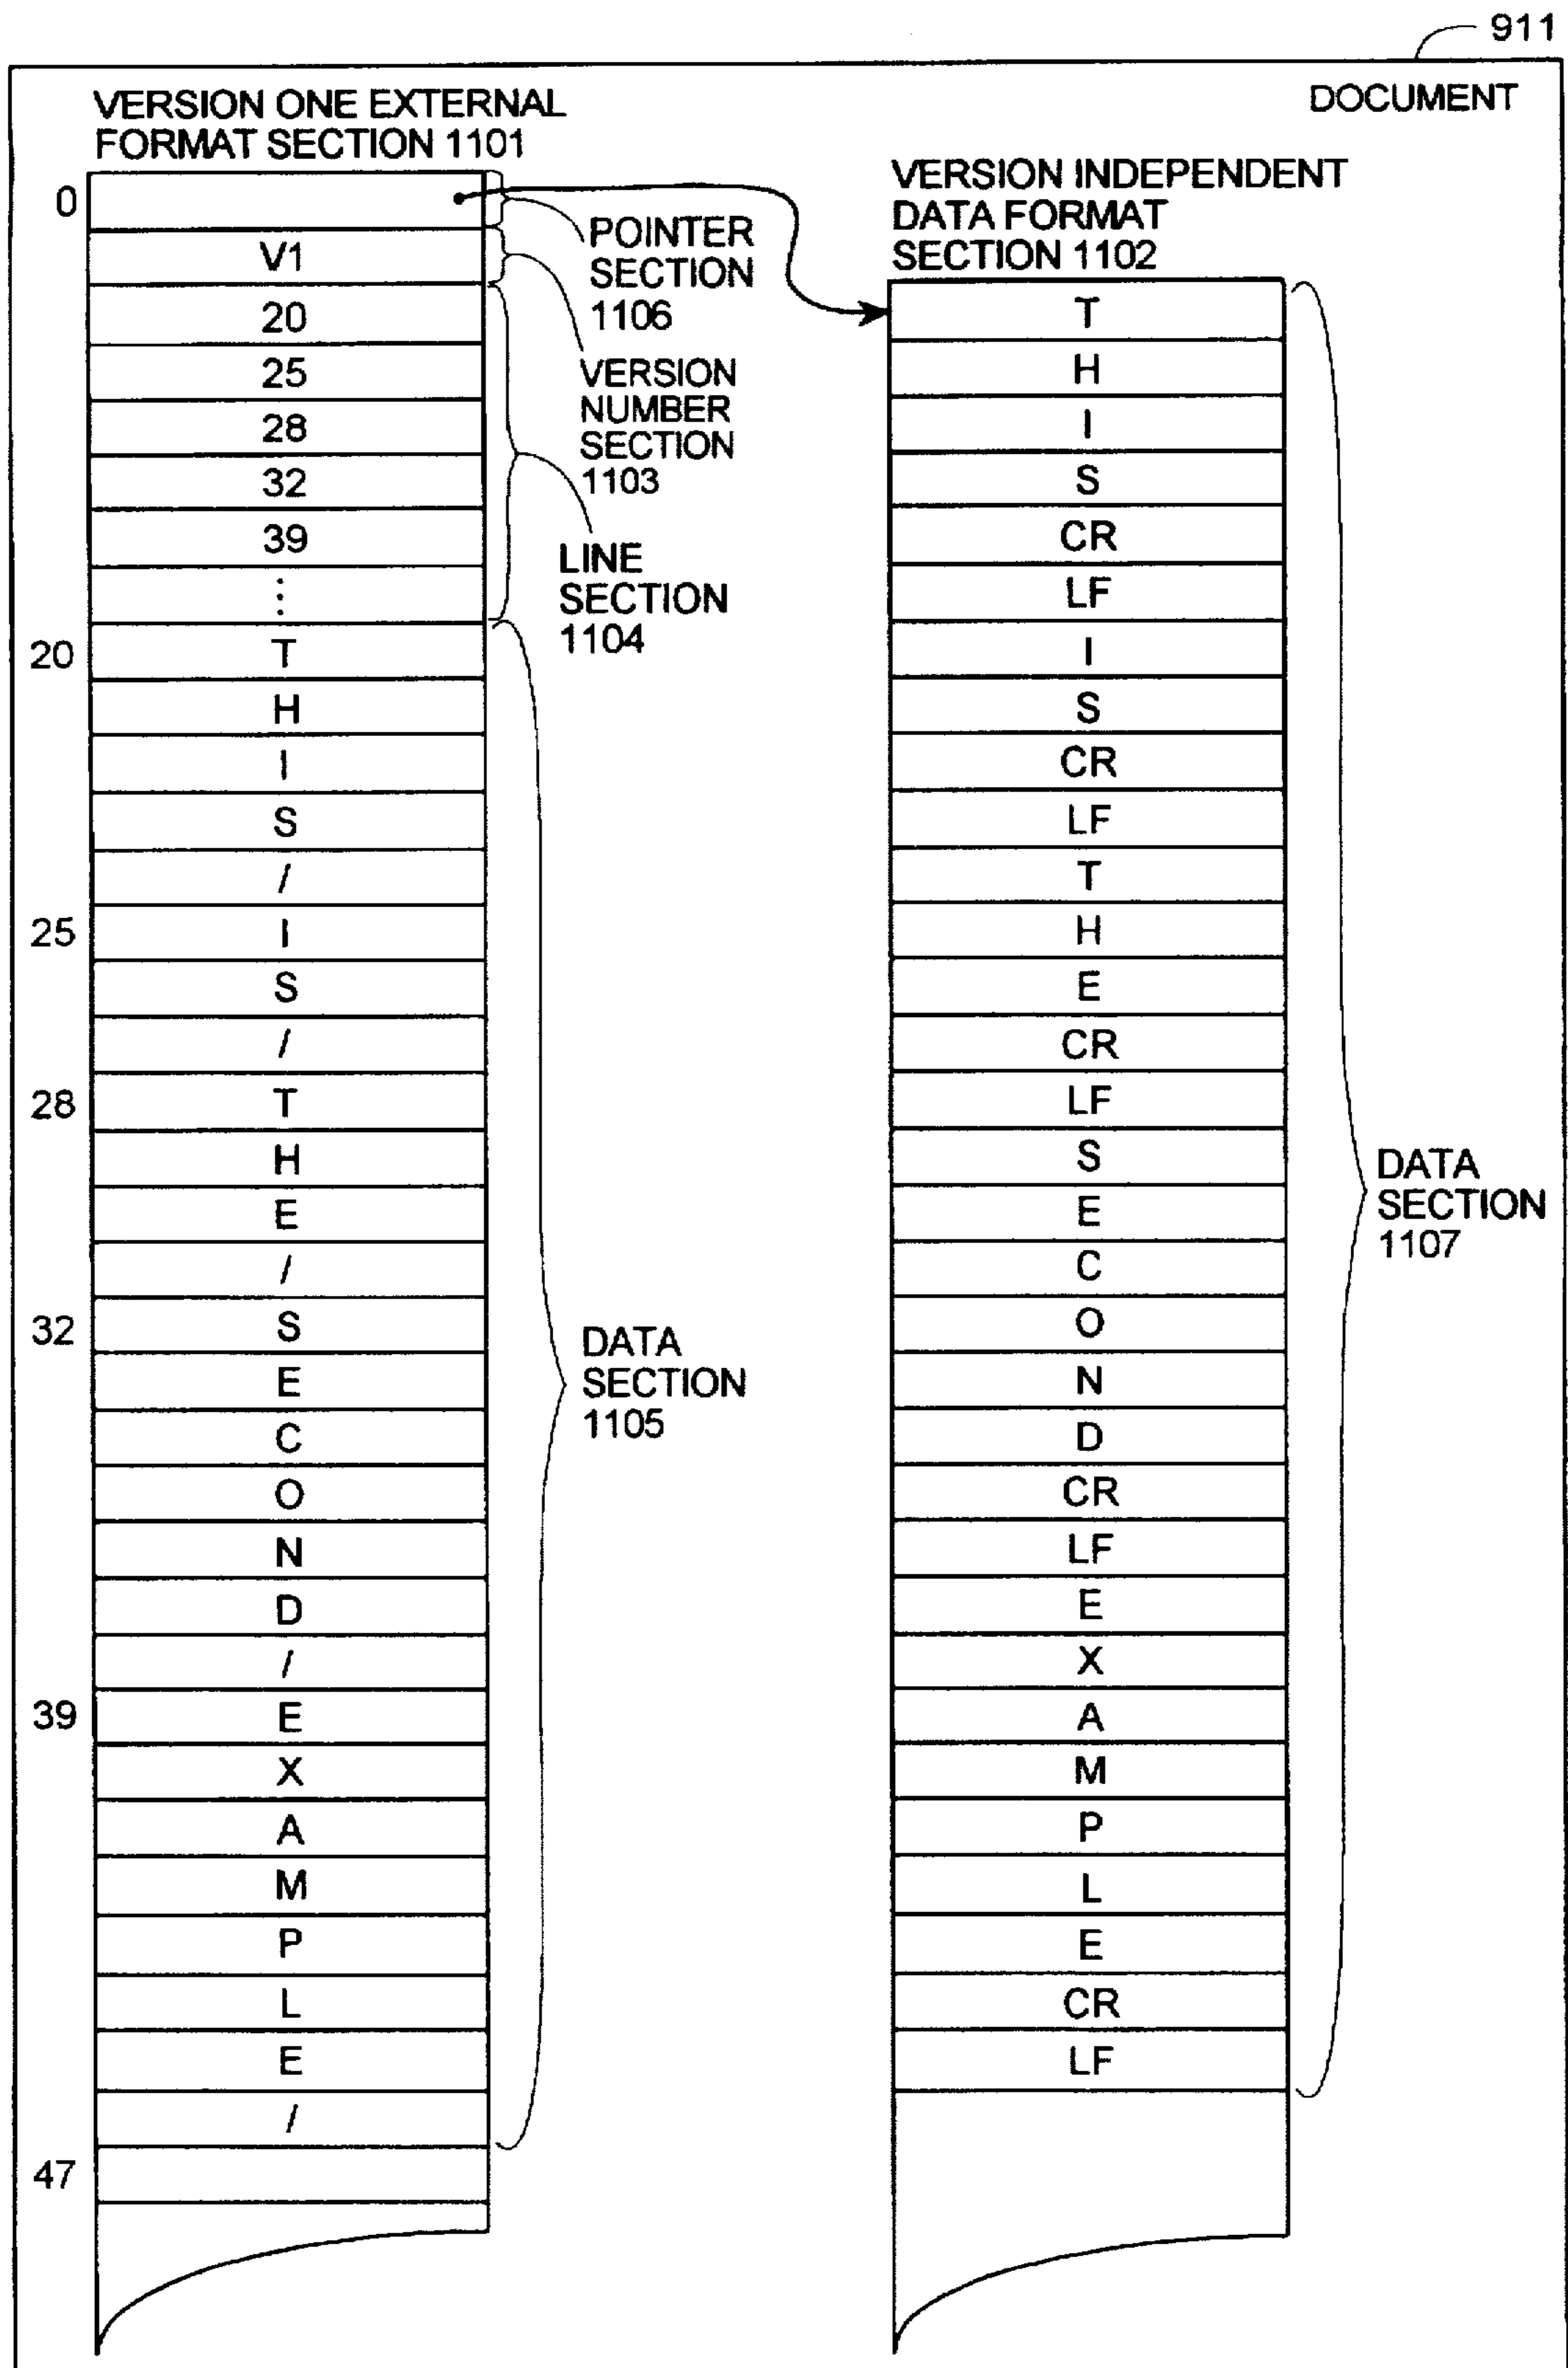 911
DOCUMENT
VERSION ONE EXTERNAL
FORMAT SECTION 1101
0
V1
20
25
28
32
39
⋮
20
T
H
I
S
/
25
I
S
/
28
T
H
E
/
32
S
E
C
O
N
D
/
39
E
X
A
M
P
L
E
/
47
POINTER
SECTION
1106
VERSION
NUMBER
SECTION
1103
LINE
SECTION
1104
DATA
SECTION
1105
VERSION INDEPENDENT
DATA FORMAT
SECTION 1102
T
H
I
S
CR
LF
I
S
CR
LF
T
H
E
CR
LF
S
E
C
O
N
D
CR
LF
E
X
A
M
P
L
E
CR
LF
DATA
SECTION
1107